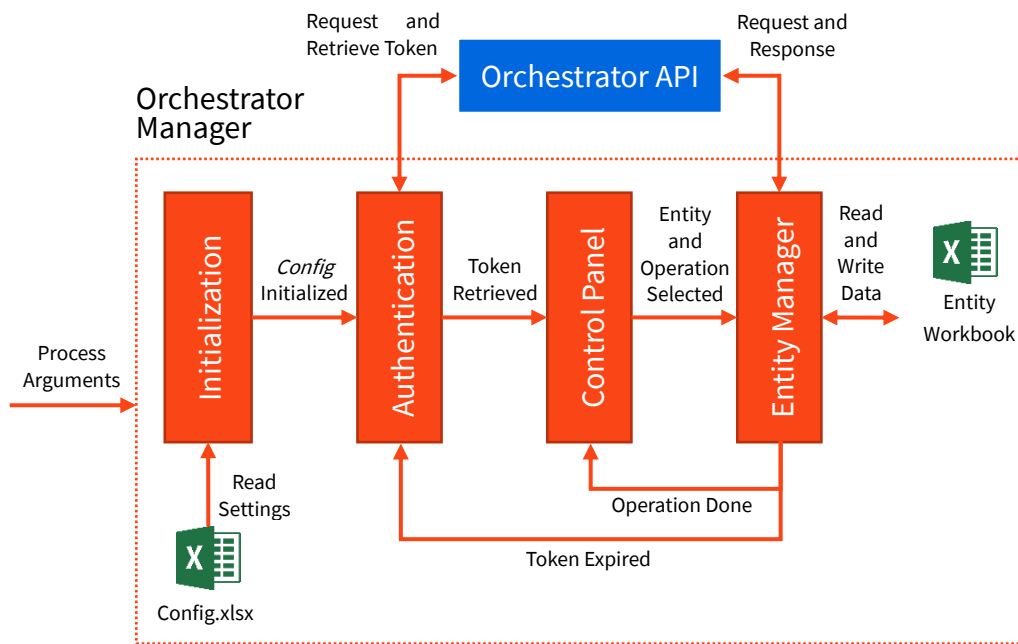 Request and
Retrieve Token
Request and
Response
Orchestrator API
Orchestrator
Manager
Initialization
Config
Initialized
Authentication
Token
Retrieved
Control Panel
Entity
and
Operation
Selected
Entity Manager
Read
and
Write
Data
X
Entity
Workbook
Process
Arguments
Read
Settings
Operation Done
Token Expired
X
Config.xlsx